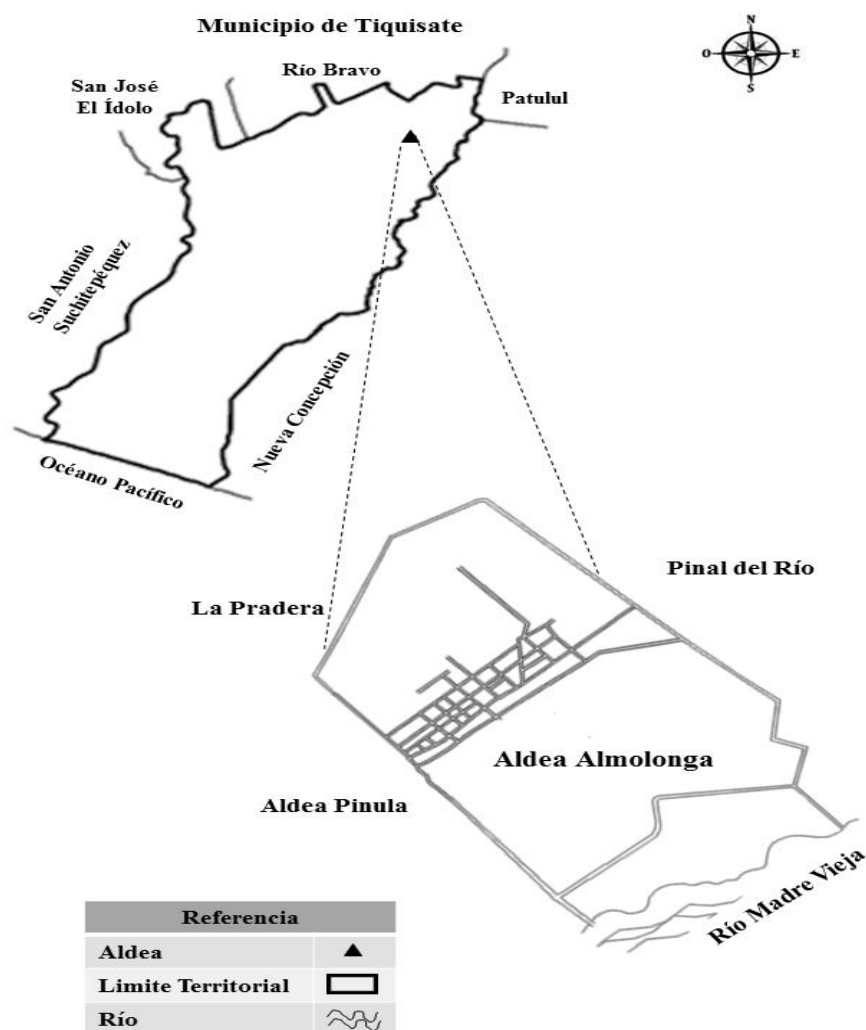 Municipio de Tiquisate
N
O
E
S
San José
El Ídolo
Río Bravo
Patulul
San Antonio
Suchitepéquez
Nueva Concepción
Océano Pacífico
Pinal del Río
La Pradera
Aldea Almolonga
Aldea Pinula
Río Madre Vieja
Referencia
Aldea
Limite Territorial
Río